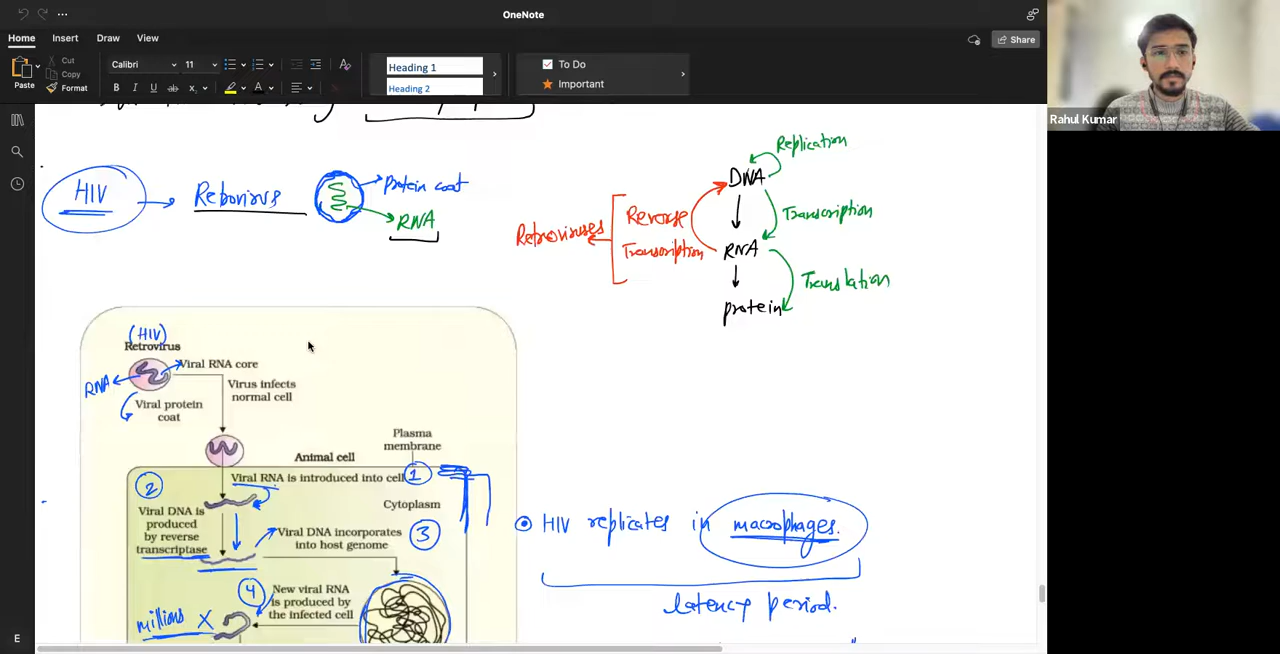 OneNote
Home Insert Draw View
Share
Paste
Cut
Copy
Format
Calibri 11
B I U ab x A
Heading 1
Heading 2
To Do
Important
Rahul Kumar
E
HIV
Retrovirus
Protein coat
RNA
Replication
DNA
Transcription
RNA
Translation
protein
Reverse
Transcription
Retroviruses
(HIV)
Retrovirus
Viral RNA core
RNA
Viral protein
coat
Virus infects
normal cell
Plasma
membrane
Animal cell
Viral RNA is introduced into cell 1
2
Viral DNA is
produced
by reverse
transcriptase
Cytoplasm
Viral DNA incorporates
into host genome
3
4
New viral RNA
is produced by
the infected cell
millions X
HIV replicates in macrophages.
latency period.